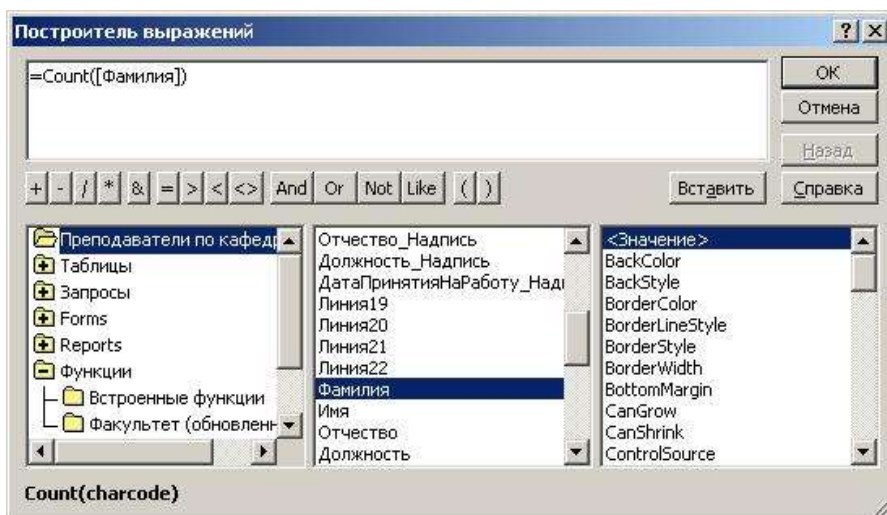 Построитель выражений
=Count([Фамилия])
ОК
Отмена
Назад
+ - / * & = > < <> And Or Not Like ( ) Вставить Справка
Преподаватели по кафедр
Таблицы
Запросы
Forms
Reports
Функции
Встроенные функции
Факультет (обновленн
Отчество_Надпись
Должность_Надпись
ДатаПринятияНаРаботу_Надп
Линия19
Линия20
Линия21
Линия22
Фамилия
Имя
Отчество
Должность
<Значение>
BackColor
BackStyle
BorderColor
BorderLineStyle
BorderStyle
BorderWidth
BottomMargin
CanGrow
CanShrink
ControlSource
Count(charcode)